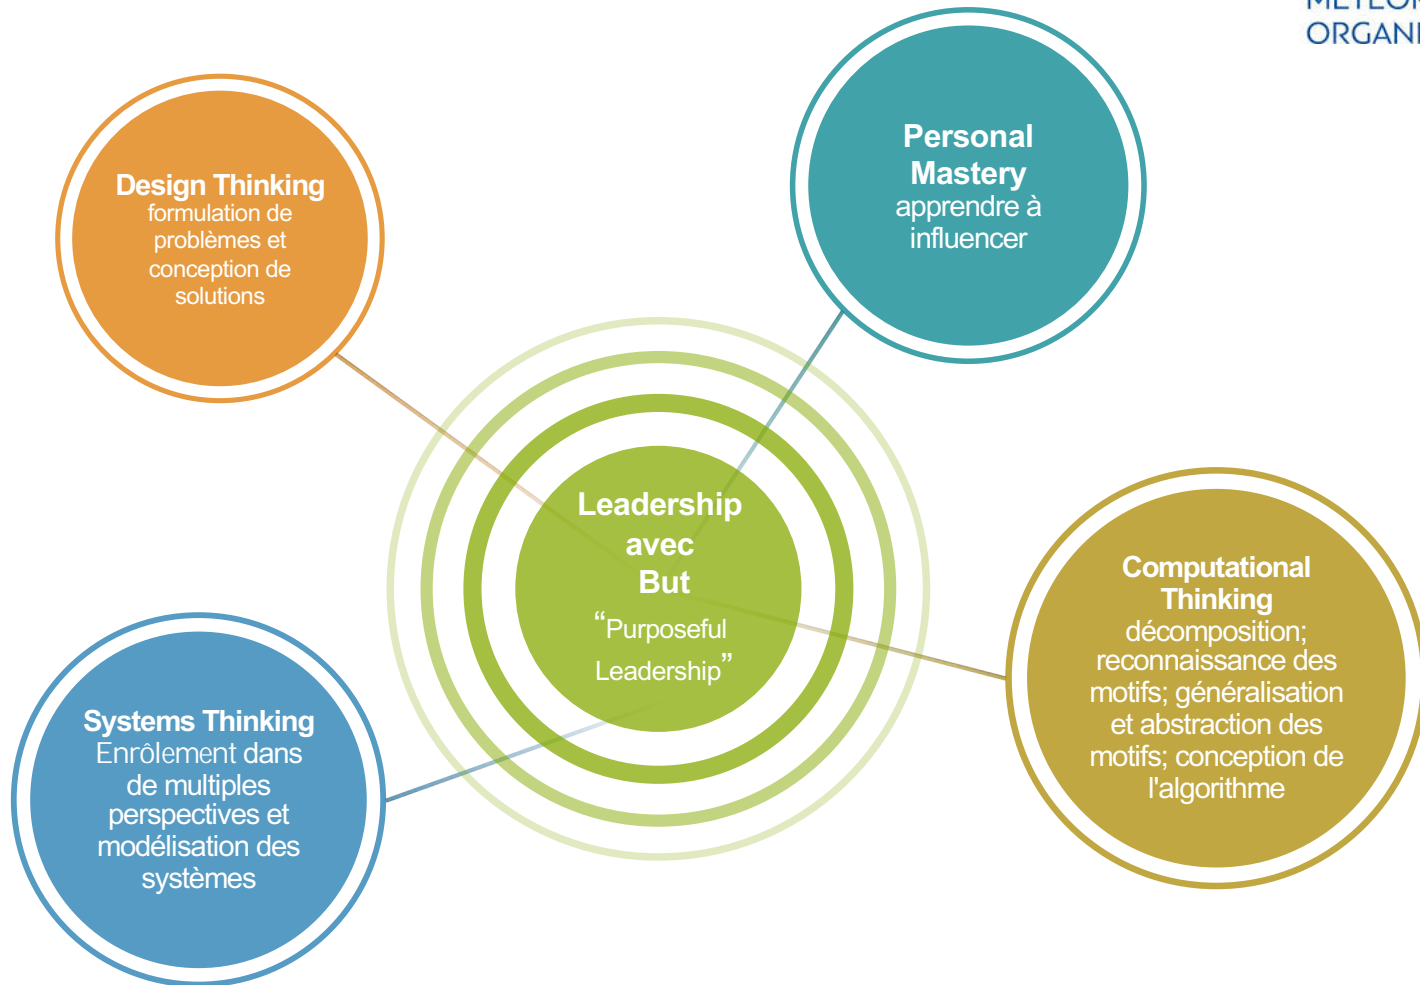 ORGANI
Design Thinking
formulation de
problèmes et
conception de
solutions
Personal
Mastery
apprendre à
influencer
Leadership
avec
But
“Purposeful
Leadership”
Computational
Thinking
décomposition;
reconnaissance des
motifs; généralisation
et abstraction des
motifs; conception de
l'algorithme
Systems Thinking
Enrôlement dans
de multiples
perspectives et
modélisation des
systèmes